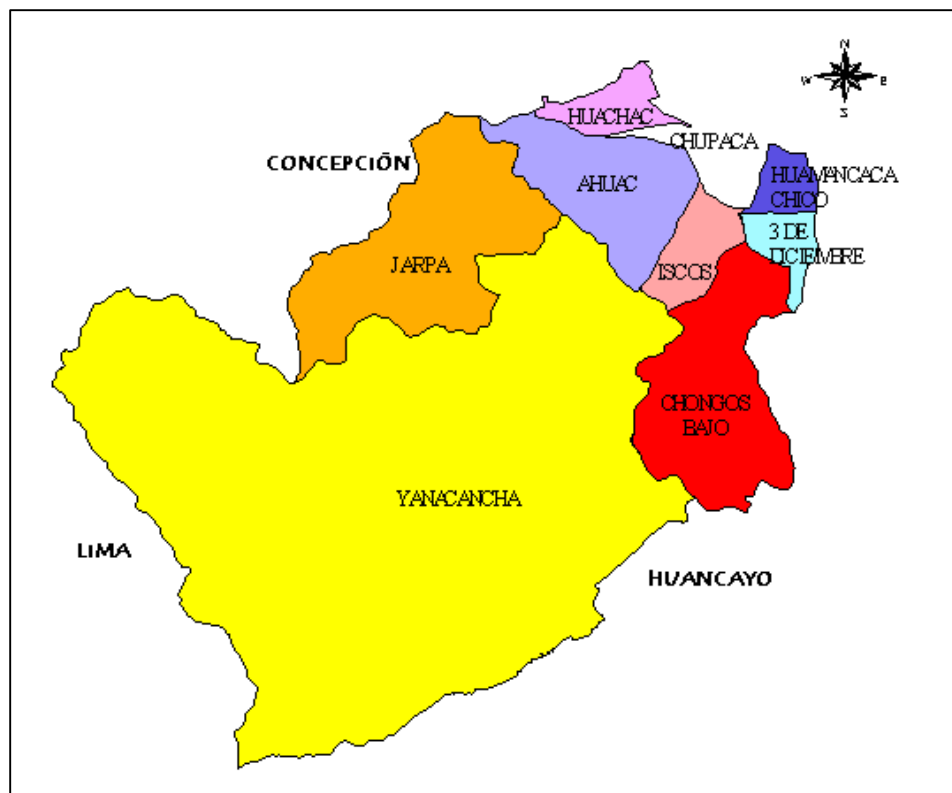 N
W E
S
HUACHAC
CHUPACA
CONCEPCIÓN
HUAMANCACA
CHICO
AHUAC
3 DE
DICIEMBRE
JARPA
ISCOS
CHONGOS
BAJO
YANACANCHA
LIMA
HUANCAYO